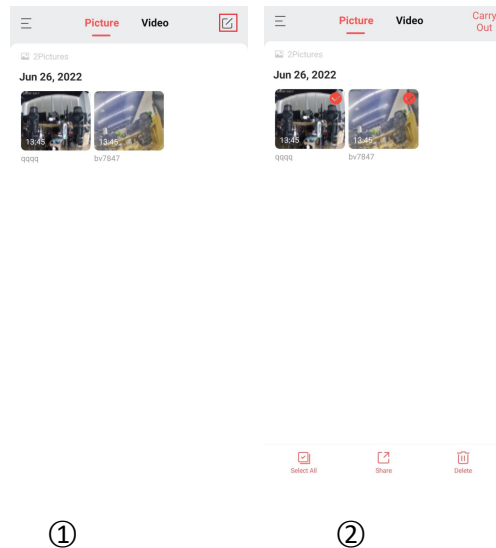 Picture Video
2Pictures
Jun 26, 2022
13:45 13:45
qqqq bv7847
①
Picture Video Carry Out
2Pictures
Jun 26, 2022
13:45 13:45
qqqq bv7847
Select All Share Delete
②